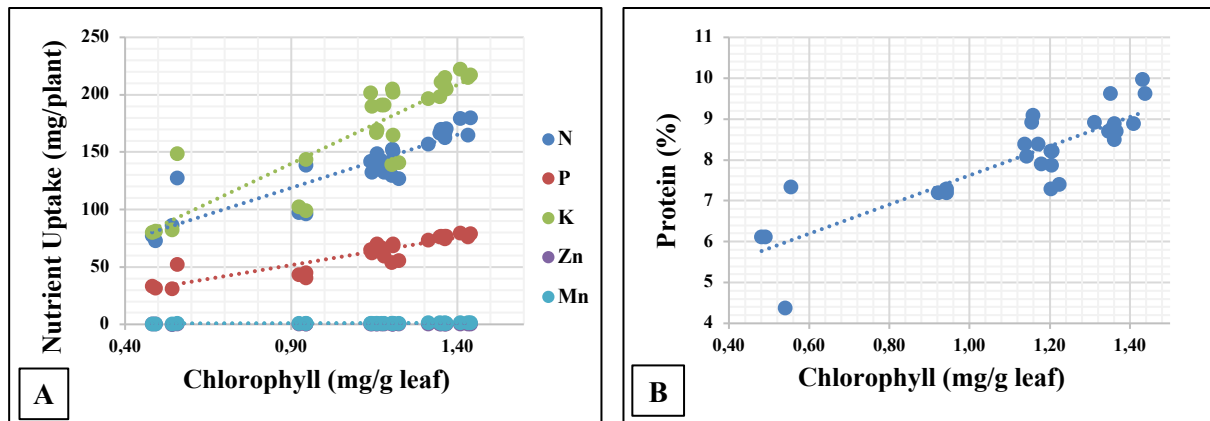 250
200
150
100
50
0
Nutrient Uptake (mg/plant)
0,40
0,90
1,40
Chlorophyll (mg/g leaf)
N
P
K
Zn
Mn
A
11
10
9
8
7
6
5
4
Protein (%)
0,40
0,60
0,80
1,00
1,20
1,40
Chlorophyll (mg/g leaf)
B